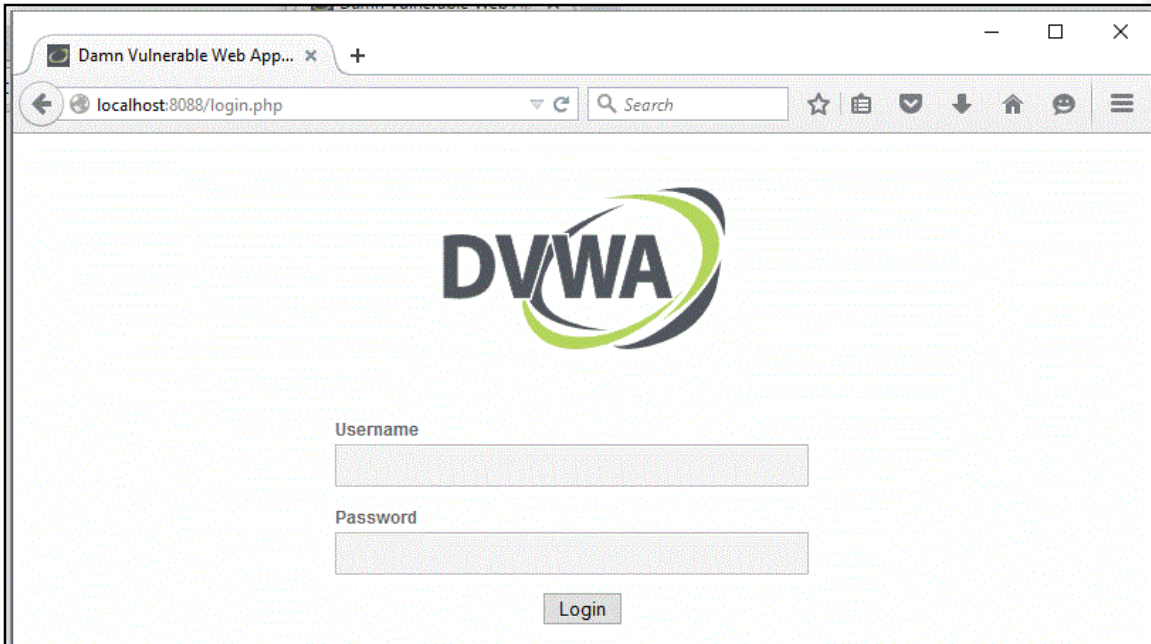 Damn Vulnerable Web App...
localhost:8088/login.php
Search
DVWA
Username
Password
Login